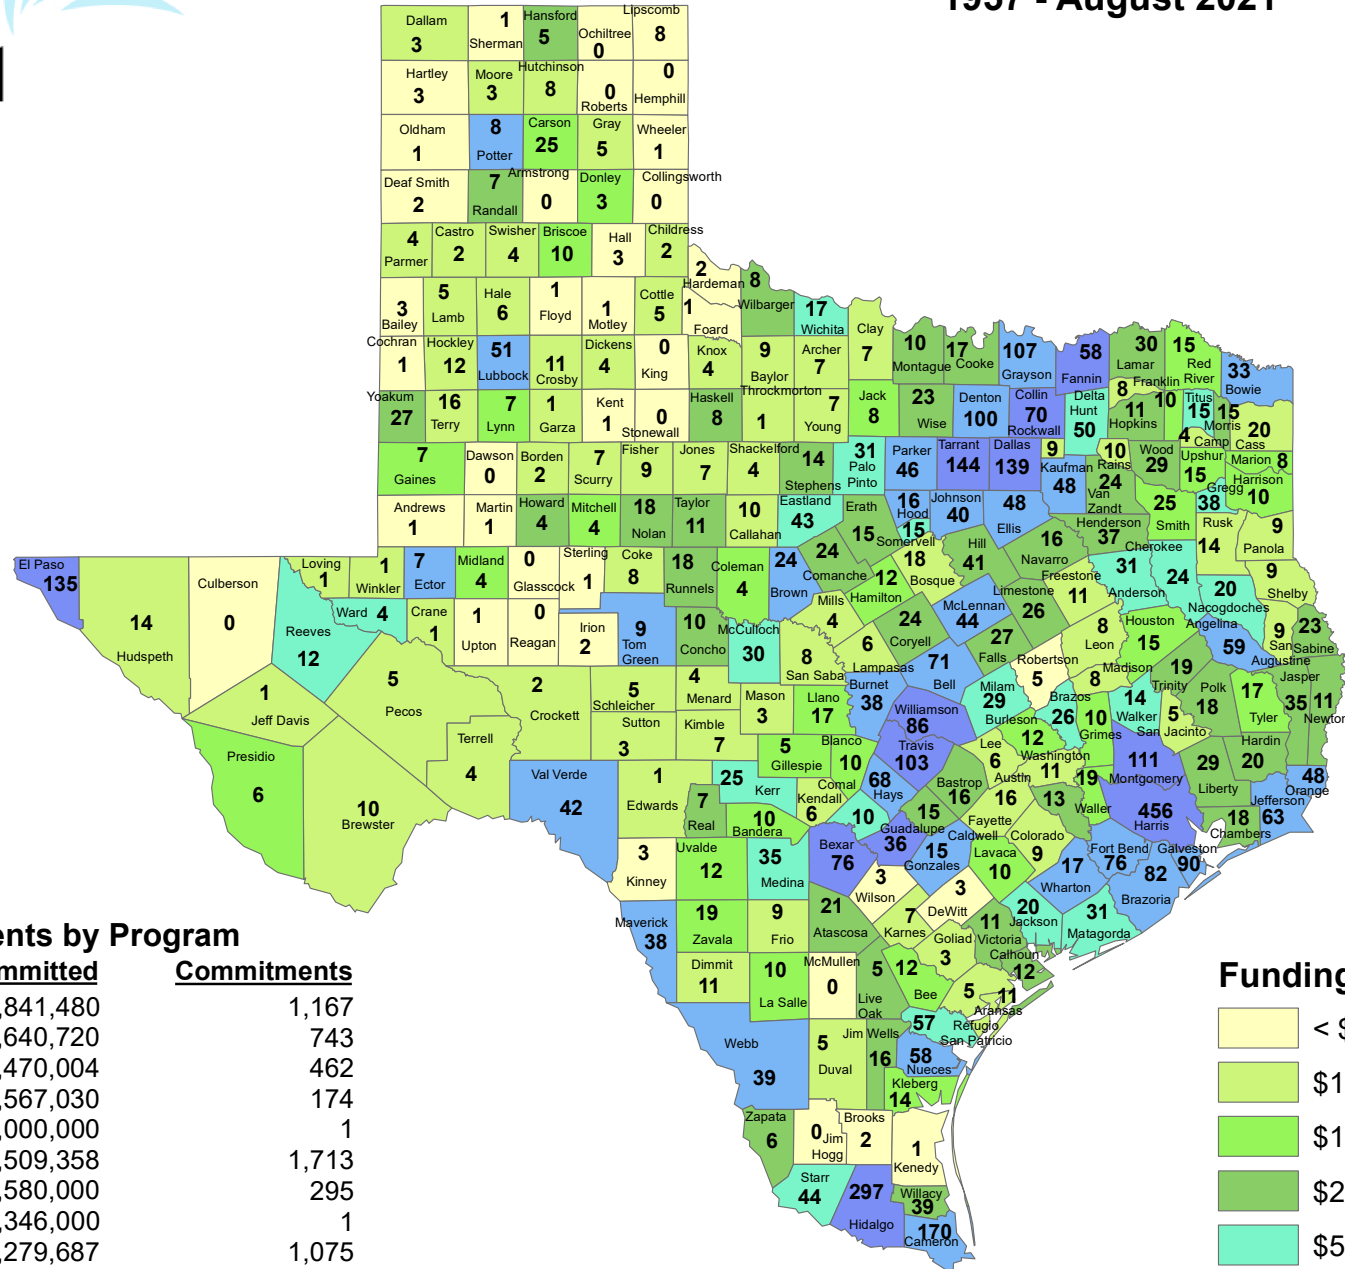 1957 - August 2021
Dallam 3
1 Sherman
Hansford 5
Ochiltree 0
Lipscomb 8
Hartley 3
Moore 3
Hutchinson 8
0 Roberts
0 Hemphill
Oldham 1
8 Potter
Carson 25
Gray 5
Wheeler 1
Deaf Smith 2
7 Randall
Armstrong 0
Donley 3
Collingsworth 0
4 Parmer
Castro 2
Swisher 4
Briscoe 10
Hall 3
Childress 2
2 Hardeman
8 Wilbarger
17 Wichita
3 Bailey
5 Lamb
Hale 6
1 Floyd
1 Motley
Cottle 5
1 Foard
Clay 7
10 Montague
17 Cooke
107 Grayson
58 Fannin
30 Lamar
15 Red River
33 Bowie
Cochran 1
Hockley 12
51 Lubbock
11 Crosby
Dickens 4
0 King
Knox 4
9 Baylor
Archer 7
Yoakum 27
16 Terry
7 Lynn
1 Garza
Kent 1
0 Stonewall
Haskell 8
Throckmorton 1
7 Young
Jack 8
23 Wise
Denton 100
Collin 70
Rockwall 9
Delta 8
Hunt 50
11 Hopkins
Franklin 10
Titus 15
15 Morris
20 Cass
4 Camp
7 Gaines
Dawson 0
Borden 2
7 Scurry
Fisher 9
Jones 7
Shackelford 4
14 Stephens
31 Palo Pinto
Parker 46
Tarrant 144
Dallas 139
Kaufman 48
10 Rains
Wood 29
Upshur 15
Marion 8
Andrews 1
Martin 1
Howard 4
Mitchell 4
18 Nolan
Taylor 11
10 Callahan
Eastland 43
Erath 15
16 Hood
Johnson 40
48 Ellis
24 Van Zandt
25 Smith
Gregg 38
Harrison 10
15 Somervell
Henderson 37
Rusk 14
9 Panola
El Paso 135
14 Hudspeth
Culberson 0
Reeves 12
Loving 1
1 Winkler
7 Ector
Midland 4
0 Glasscock
Sterling 1
Coke 8
18 Runnels
Coleman 4
24 Brown
24 Comanche
12 Hamilton
18 Bosque
Hill 41
16 Navarro
Freestone 11
31 Anderson
Cherokee 24
20 Nacogdoches
9 Shelby
Ward 4
Crane 1
1 Upton
0 Reagan
Irion 2
9 Tom Green
10 Concho
McCulloch 30
8 San Saba
Mills 4
6 Lampasas
24 Coryell
McLennan 44
Limestone 26
27 Falls
8 Leon
Houston 15
Angelina 59
9 San Augustine
23 Sabine
1 Jeff Davis
5 Pecos
2 Crockett
5 Schleicher
4 Menard
Mason 3
Llano 17
Burnet 38
71 Bell
Milam 29
Robertson 5
Madison 8
Brazos 26
19 Trinity
Polk 18
17 Tyler
Jasper 35
11 Newton
Presidio 6
10 Brewster
Terrell 4
Val Verde 42
Sutton 3
Kimble 7
5 Gillespie
Blanco 10
Williamson 86
Travis 103
Lee 6
Burleson 12
10 Grimes
14 Walker
5 San Jacinto
Hardin 20
1 Edwards
7 Real
25 Kerr
10 Bandera
Kendall 6
Comal 10
68 Hays
Bastrop 16
Washington 11
Austin 13
19 Waller
111 Montgomery
29 Liberty
48 Orange
Jefferson 63
3 Kinney
Uvalde 12
35 Medina
Bexar 76
Guadalupe 36
Caldwell 15
15 Gonzales
16 Fayette
Colorado 9
Lavaca 10
456 Harris
18 Chambers
Fort Bend 76
Galveston 90
82 Brazoria
17 Wharton
Maverick 38
19 Zavala
9 Frio
21 Atascosa
3 Wilson
7 Karnes
3 DeWitt
Goliad 3
11 Victoria
20 Jackson
31 Matagorda
Calhoun 12
Dimmit 11
10 La Salle
McMullen 0
5 Live Oak
12 Bee
5 Refugio
11 Aransas
57 San Patricio
Webb 39
5 Duval
Jim Wells 16
58 Nueces
Kleberg 14
Zapata 6
0 Jim Hogg
Brooks 2
1 Kenedy
Starr 44
297 Hidalgo
Willacy 39
170 Cameron
ents by Program
mmitted Commitments
,841,480 1,167
,640,720 743
,470,004 462
,567,030 174
,000,000 1
,509,358 1,713
,580,000 295
,346,000 1
,279,687 1,075
Funding
< $
$1
$1
$2
$5